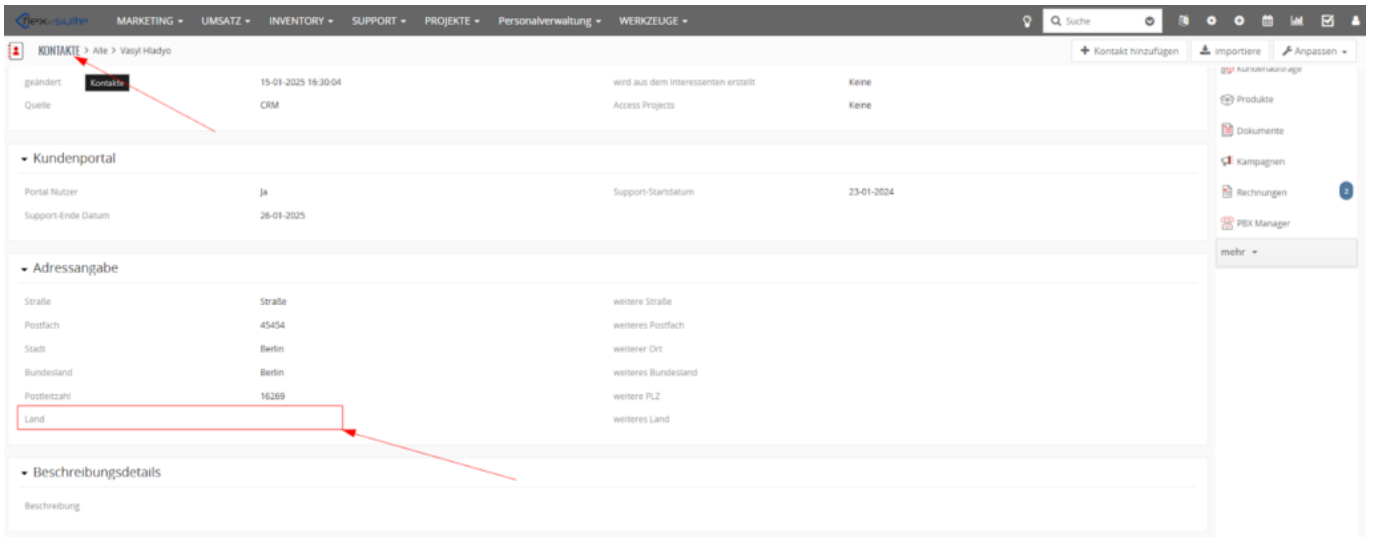 flex-suite MARKETING UMSATZ INVENTORY SUPPORT PROJEKTE Personalverwaltung WERKZEUGE Suche
KONTAKTE > Alle > Vasyl Hladyo Kontakt hinzufügen importiere Anpassen
geändert 15-01-2025 16:30:04 wird aus dem Interessenten erstellt Keine
Kontakte
Quelle CRM Access Projects Keine
Kundenportal
Portal Nutzer Ja Support-Startdatum 23-01-2024
Support-Ende Datum 26-01-2025
Adressangabe
Straße Straße weitere Straße
Postfach 45454 weiteres Postfach
Stadt Berlin weiterer Ort
Bundesland Berlin weiteres Bundesland
Postleitzahl 16269 weitere PLZ
Land weiteres Land
Beschreibungsdetails
Beschreibung
Kundenaufträge
Produkte
Dokumente
Kampagnen
Rechnungen 2
PBX Manager
mehr